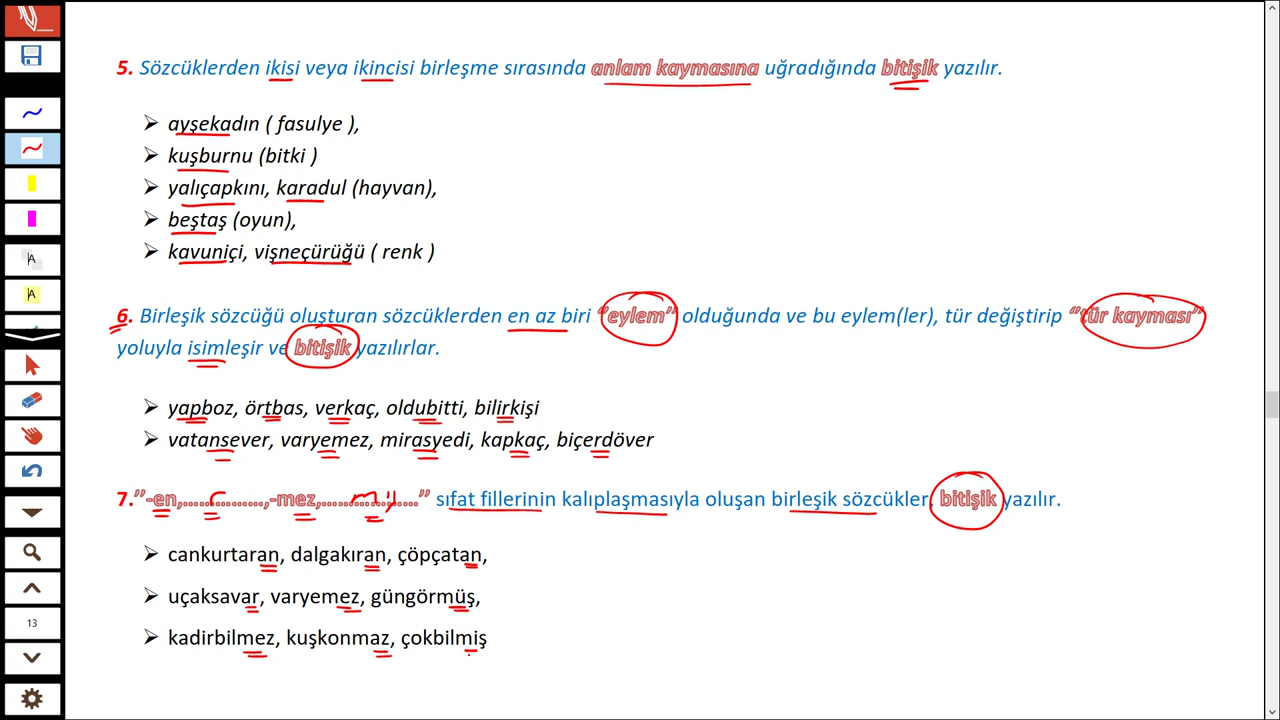 5. Sözcüklerden ikisi veya ikincisi birleşme sırasında anlam kaymasına uğradığında bitişik yazılır.
➢ ayşekadın ( fasulye ),
➢ kuşburnu (bitki )
➢ yalıçapkını, karadul (hayvan),
➢ beştaş (oyun),
➢ kavuniçi, vişneçürüğü ( renk )
6. Birleşik sözcüğü oluşturan sözcüklerden en az biri "eylem" olduğunda ve bu eylem(ler), tür değiştirip "tür kayması"
yoluyla isimleşir ve bitişik yazılırlar.
➢ yapboz, örtbas, verkaç, oldubitti, bilirkişi
➢ vatansever, varyemez, mirasyedi, kapkaç, biçerdöver
7."-en,.....r.........,-mez,......mış....." sıfat fillerinin kalıplaşmasıyla oluşan birleşik sözcükler, bitişik yazılır.
➢ cankurtaran, dalgakıran, çöpçatan,
➢ uçaksavar, varyemez, güngörmüş,
➢ kadirbilmez, kuşkonmaz, çokbilmiş
A
A
13